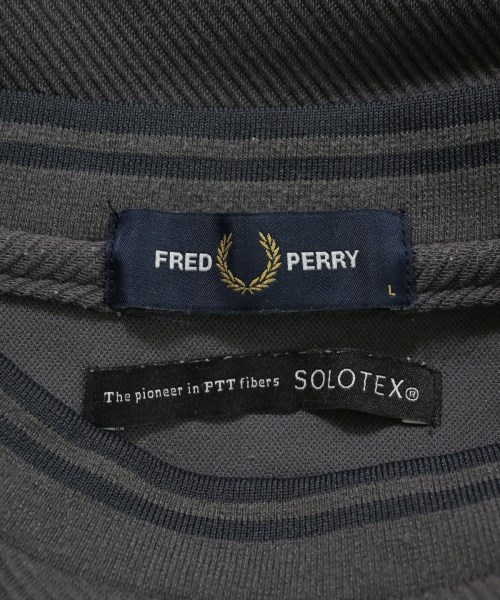 FRED PERRY
L
The pioneer in PTT fibers SOLOTEX®